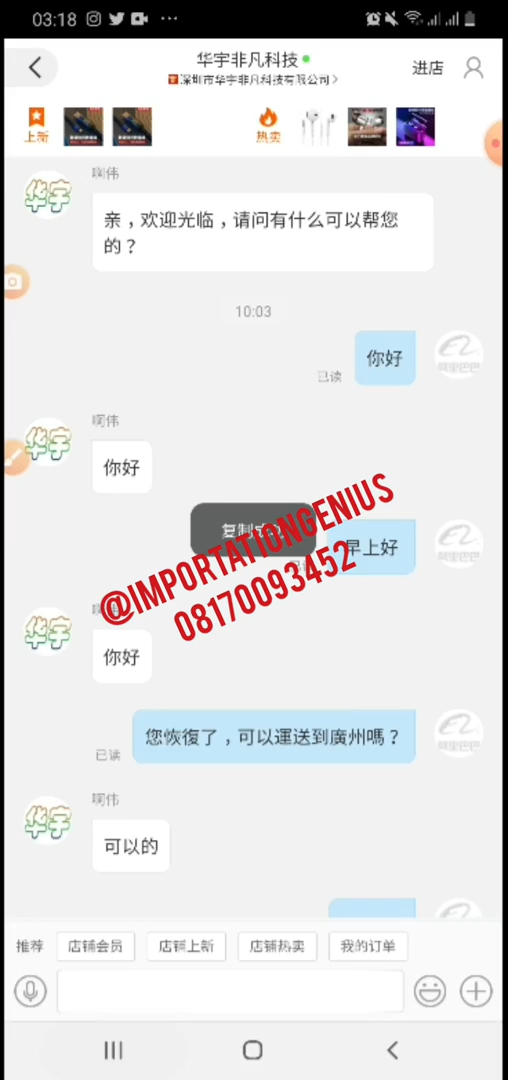 03:18
华宇非凡科技
深圳市华宇非凡科技有限公司
进店
上新
热卖
啊伟
亲，欢迎光临，请问有什么可以帮您的？
10:03
你好
已读
啊伟
你好
早上好
@IMPORTATIONGENIUS
08170093452
你好
您恢復了，可以運送到廣州嗎？
已读
啊伟
可以的
推荐
店铺会员
店铺上新
店铺热卖
我的订单